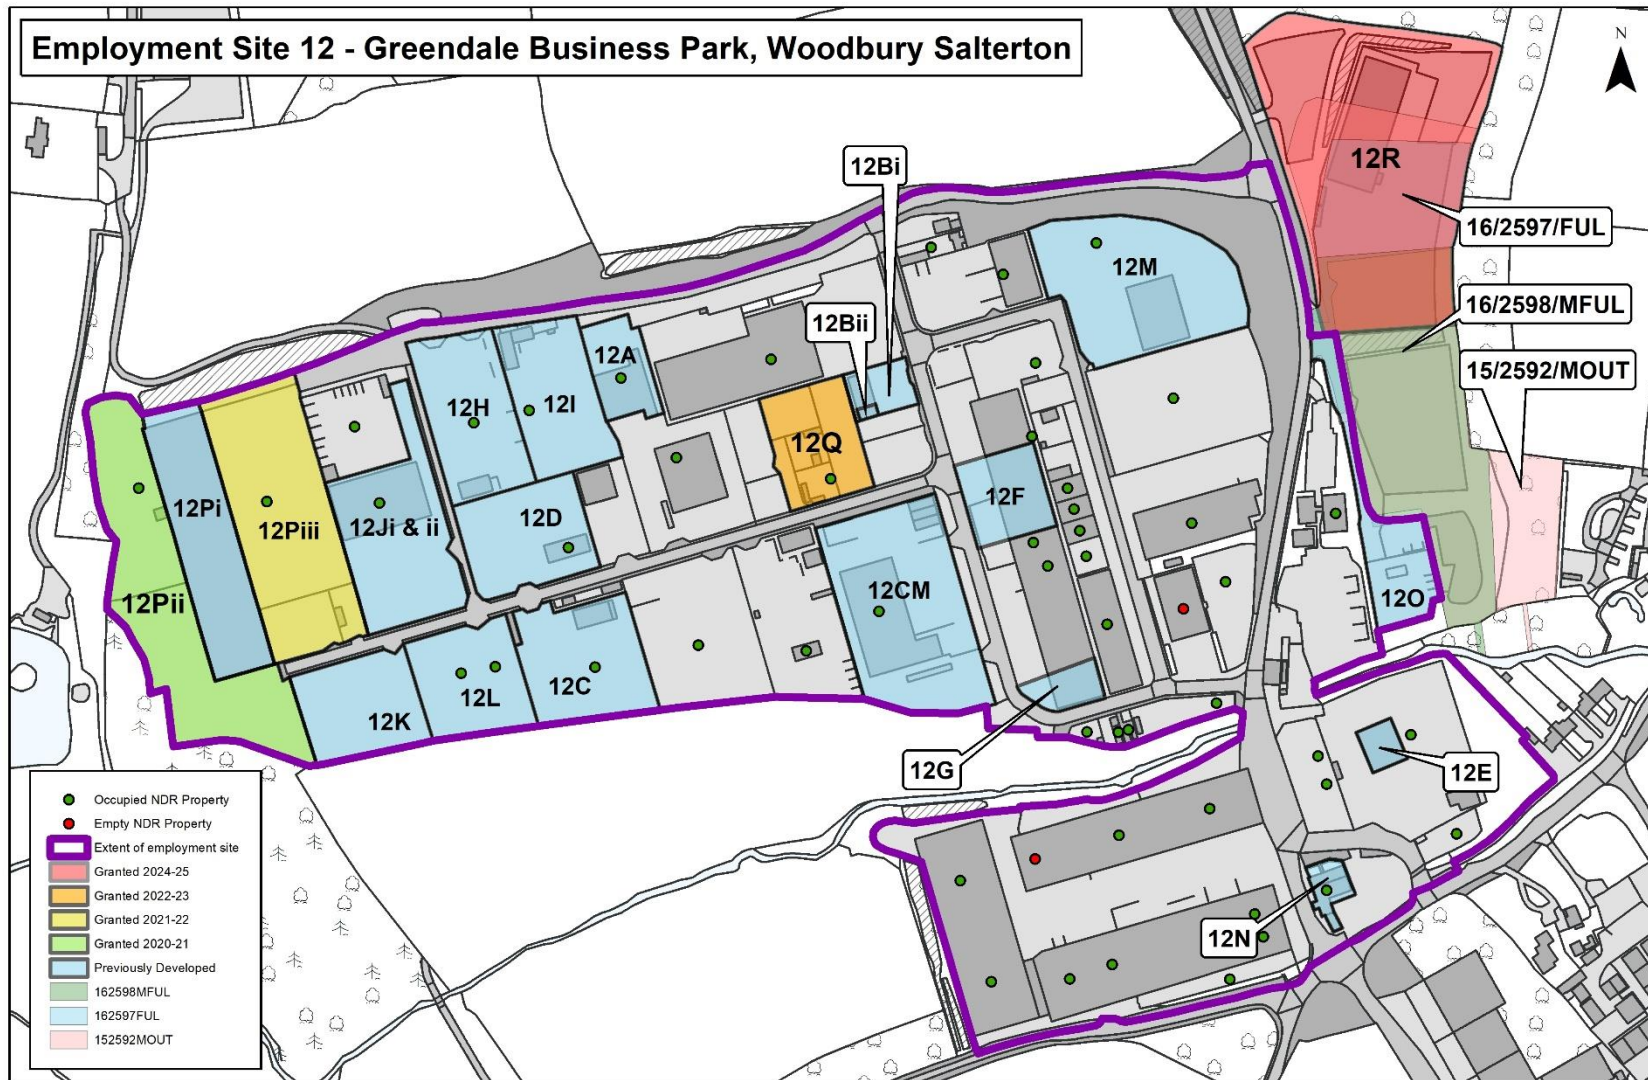 Employment Site 12 - Greendale Business Park, Woodbury Salterton
N
12Bi
12R
16/2597/FUL
12M
16/2598/MFUL
12Bii
12A
15/2592/MOUT
12H
12I
12Q
12Pi
12F
12D
12Piii
12Ji & ii
12CM
12Pii
12O
12L
12C
12K
12G
12E
12N
Occupied NDR Property
Empty NDR Property
Extent of employment site
Granted 2024-25
Granted 2022-23
Granted 2021-22
Granted 2020-21
Previously Developed
162598MFUL
162597FUL
152592MOUT